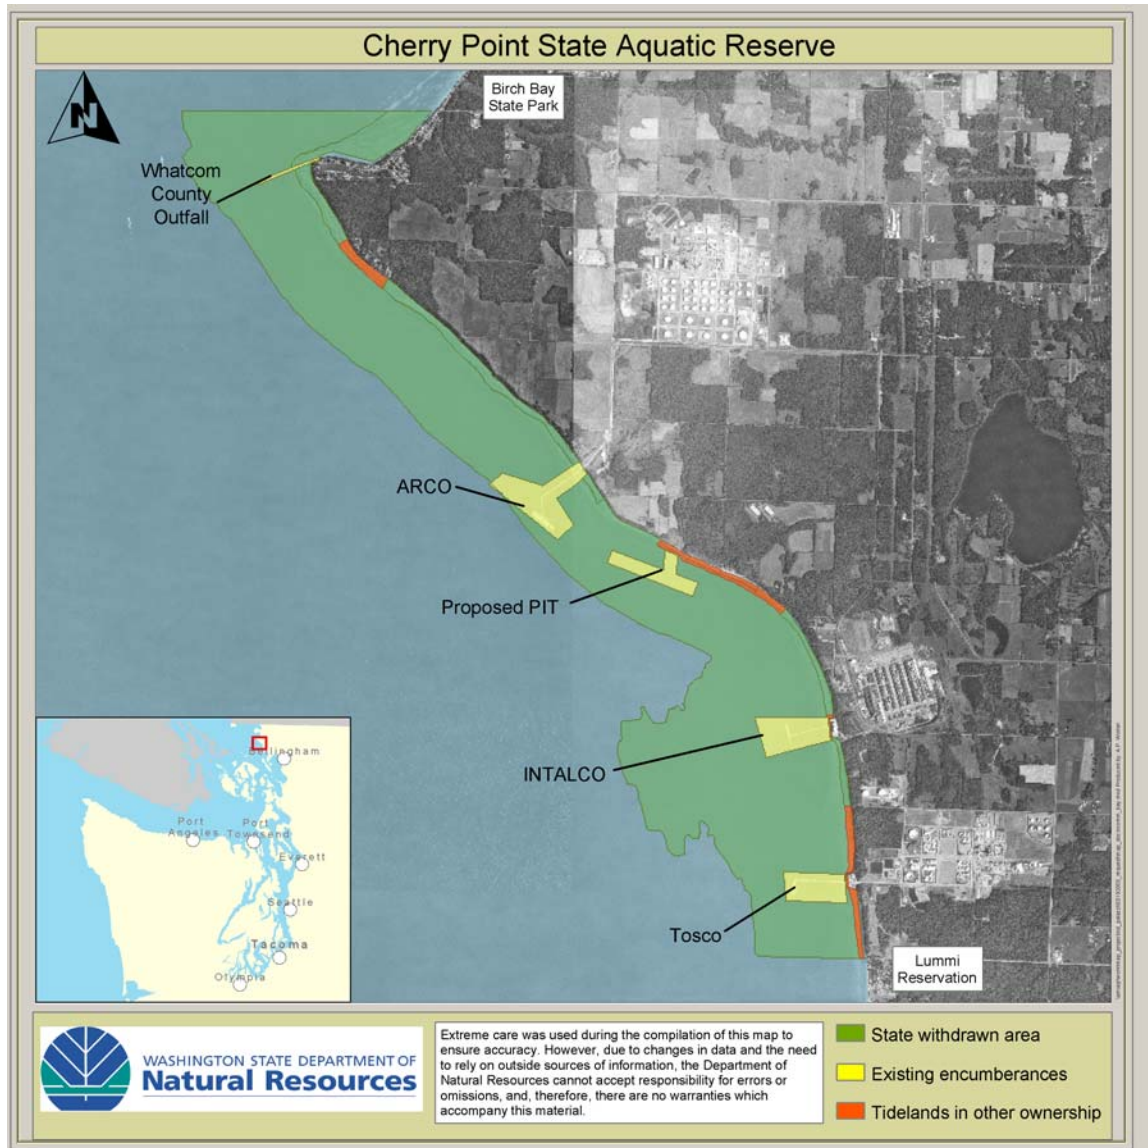 Cherry Point State Aquatic Reserve
N
Birch Bay
State Park
Whatcom
County
Outfall
ARCO
Proposed PIT
INTALCO
Tosco
Lummi
Reservation
Bellingham
Port
Angeles
Port
Townsend
Everett
Seattle
Tacoma
Olympia
WASHINGTON STATE DEPARTMENT OF
Natural Resources
Extreme care was used during the compilation of this map to
ensure accuracy. However, due to changes in data and the need
to rely on outside sources of information, the Department of
Natural Resources cannot accept responsibility for errors or
omissions, and, therefore, there are no warranties which
accompany this material.
State withdrawn area
Existing encumberances
Tidelands in other ownership